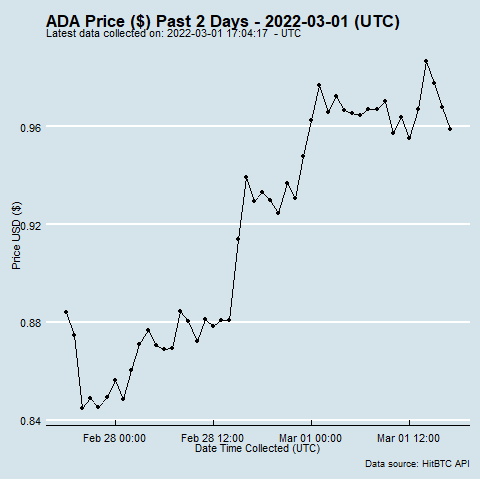 ADA Price ($) Past 2 Days - 2022-03-01 (UTC)
Latest data collected on: 2022-03-01 17:04:17  - UTC
Price USD ($)
0.96
0.92
0.88
0.84
Feb 28 00:00
Feb 28 12:00
Mar 01 00:00
Mar 01 12:00
Date Time Collected (UTC)
Data source: HitBTC API